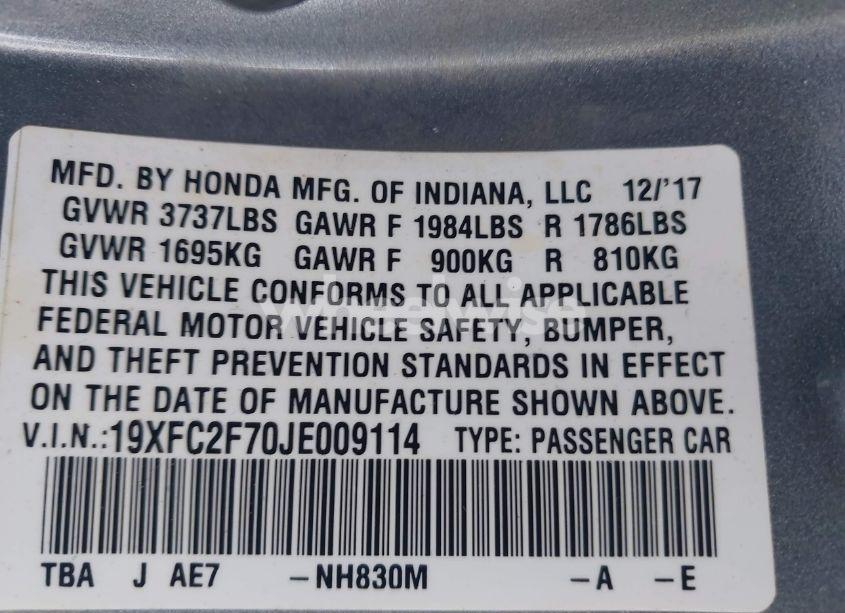 MFD. BY HONDA MFG. OF INDIANA, LLC 12/'17
GVWR 3737LBS GAWR F 1984LBS R 1786LBS
GVWR 1695KG GAWR F 900KG R 810KG
THIS VEHICLE CONFORMS TO ALL APPLICABLE
FEDERAL MOTOR VEHICLE SAFETY, BUMPER,
AND THEFT PREVENTION STANDARDS IN EFFECT
ON THE DATE OF MANUFACTURE SHOWN ABOVE.
V.I.N.:19XFC2F70JE009114 TYPE: PASSENGER CAR
TBA J AE7 -NH830M -A -E
wheelwise